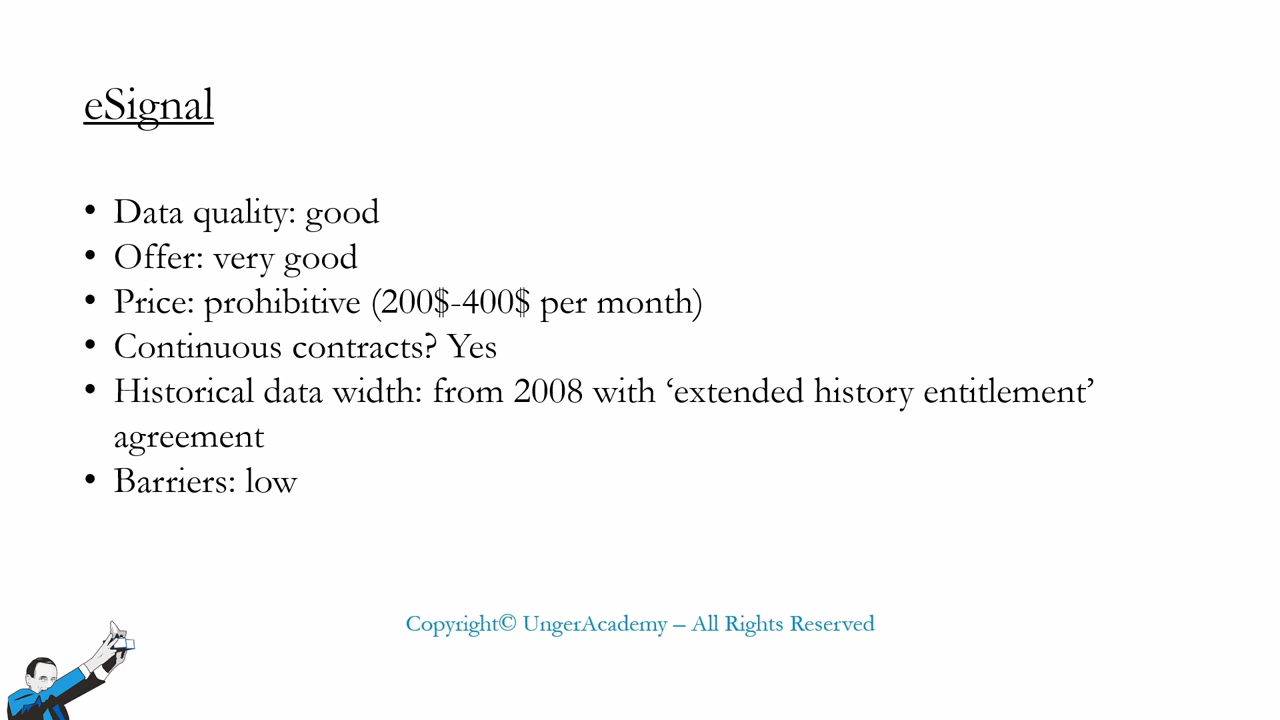 eSignal
• Data quality: good
• Offer: very good
• Price: prohibitive (200$-400$ per month)
• Continuous contracts? Yes
• Historical data width: from 2008 with ‘extended history entitlement’
agreement
• Barriers: low
Copyright© UngerAcademy – All Rights Reserved